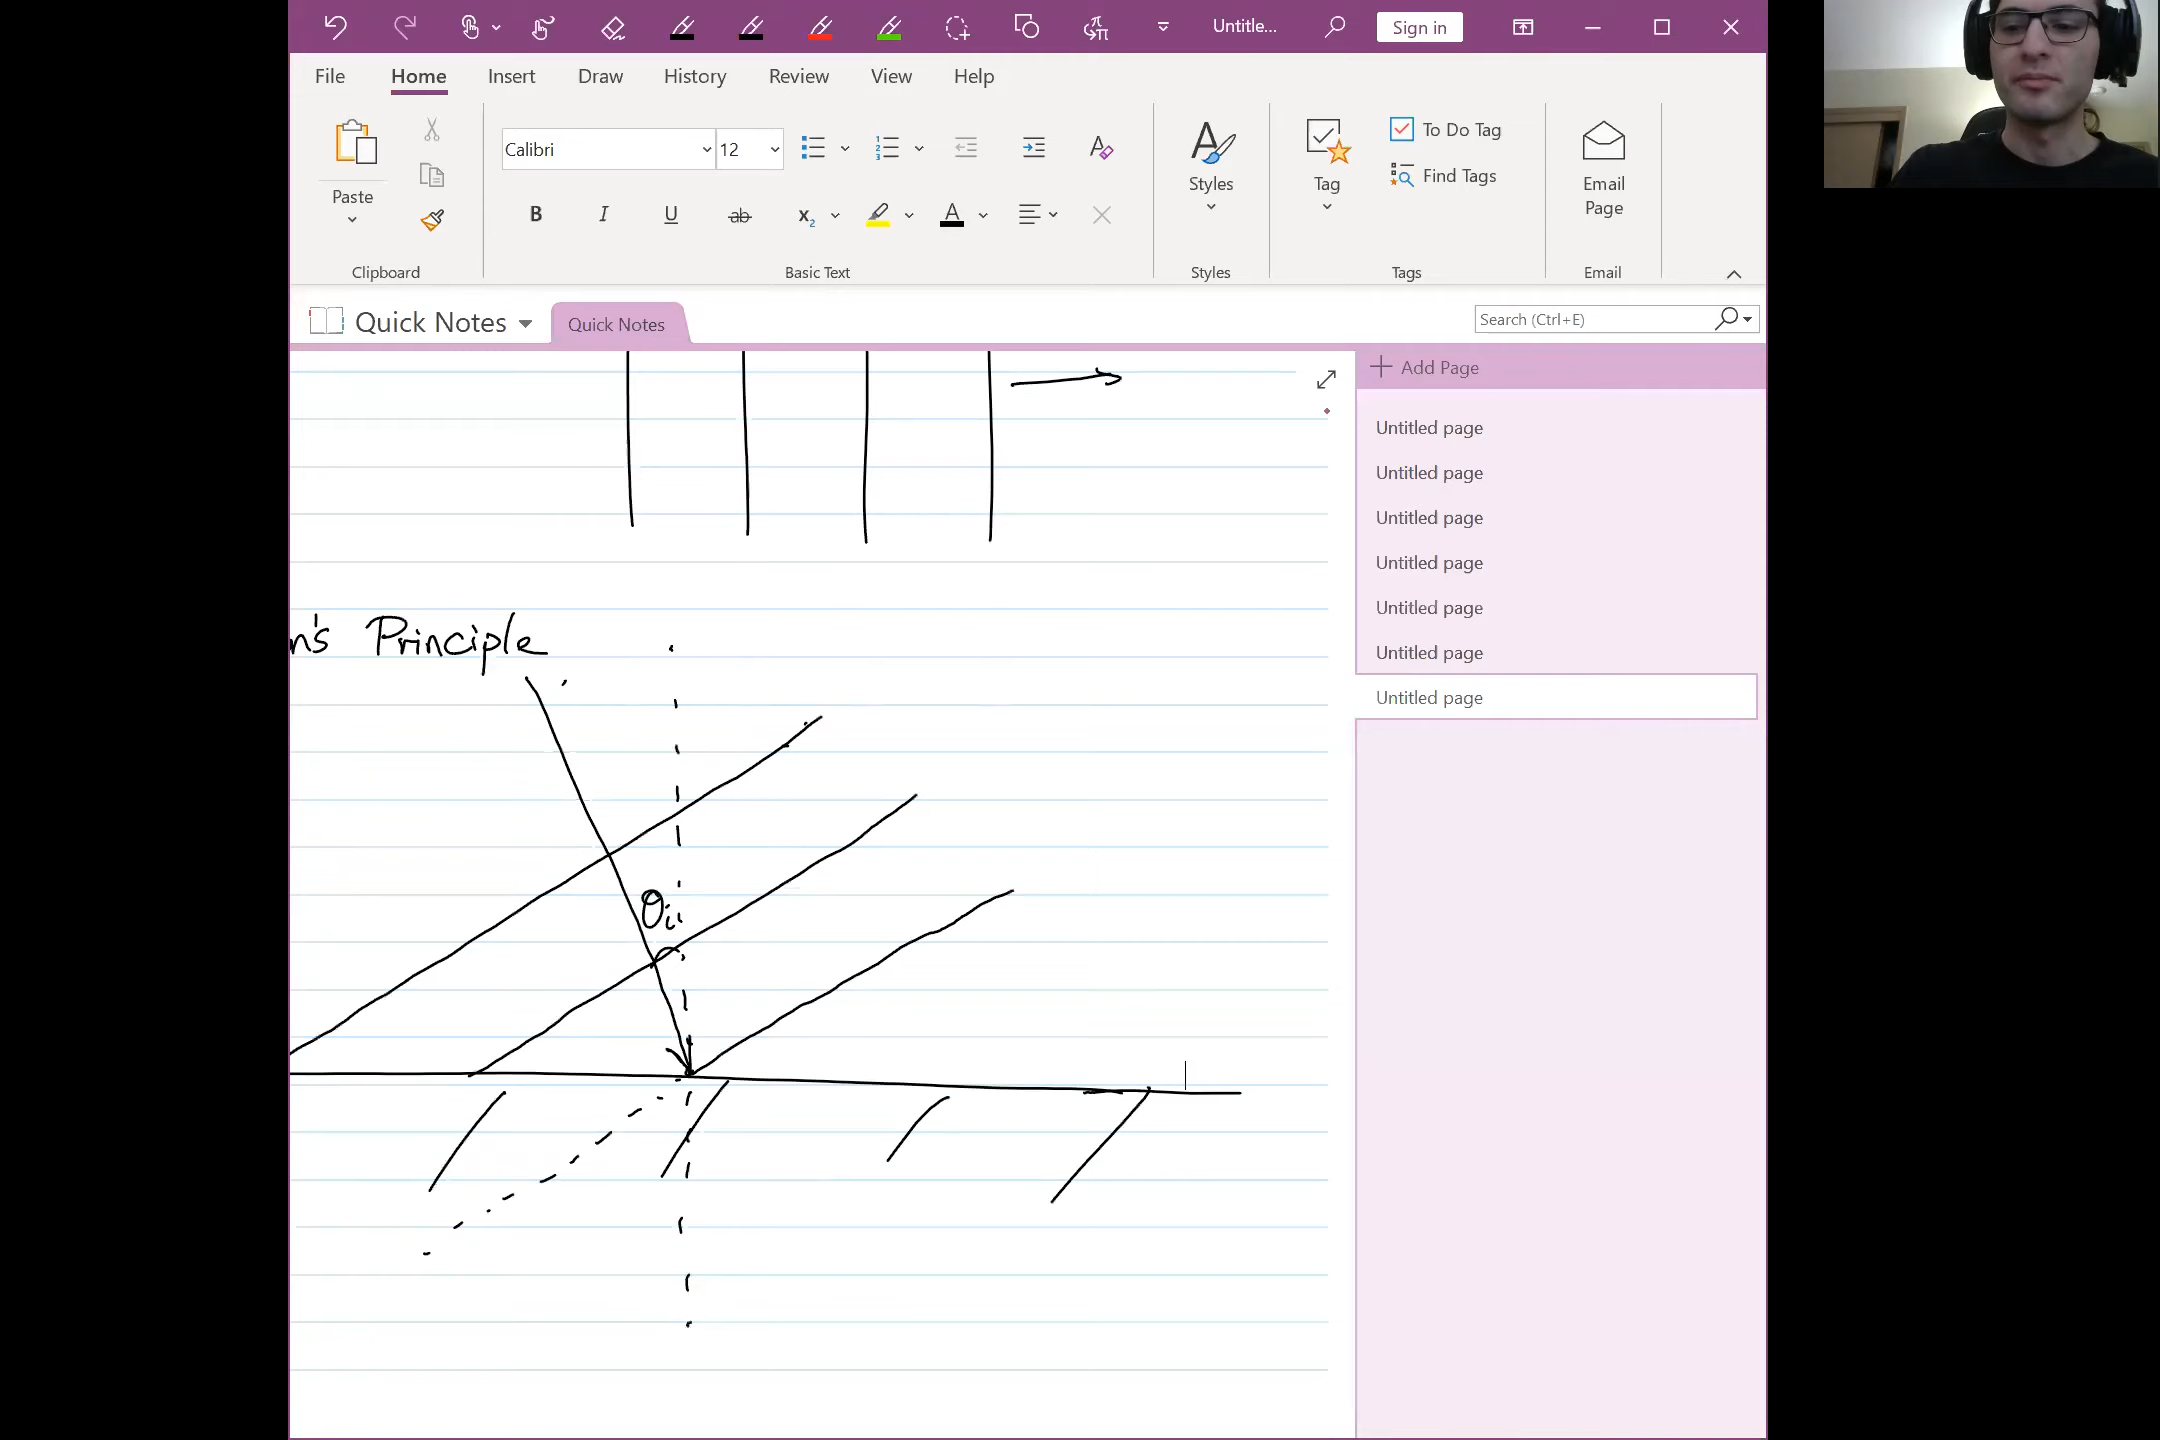 Untitle...
Sign in
File Home Insert Draw History Review View Help
Paste
Clipboard
Calibri 12
B I U ab x2 A
Basic Text
Styles
Styles
Tag
To Do Tag
Find Tags
Tags
Email Page
Email
Quick Notes
Quick Notes
Search (Ctrl+E)
Add Page
Untitled page
Untitled page
Untitled page
Untitled page
Untitled page
Untitled page
Untitled page
n's Principle
θi